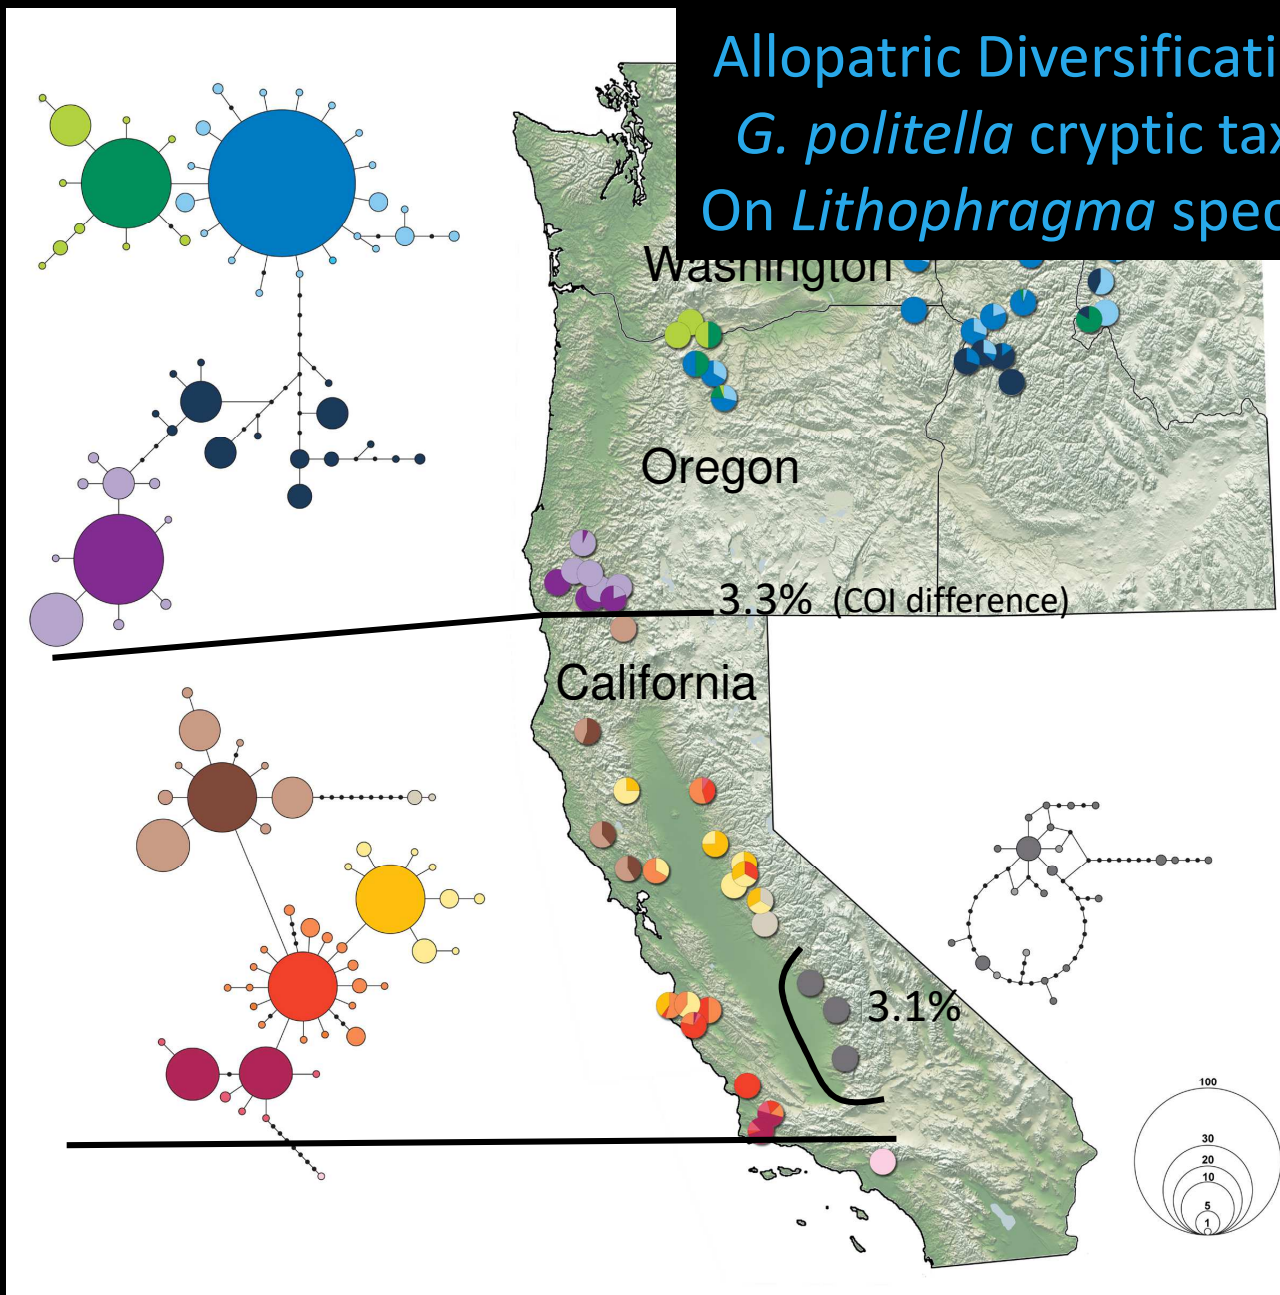 Allopatric Diversificati
G. politella cryptic tax
On Lithophragma spec
Washington
Oregon
3.3% (COI difference)
California
3.1%
100
30
20
10
5
1